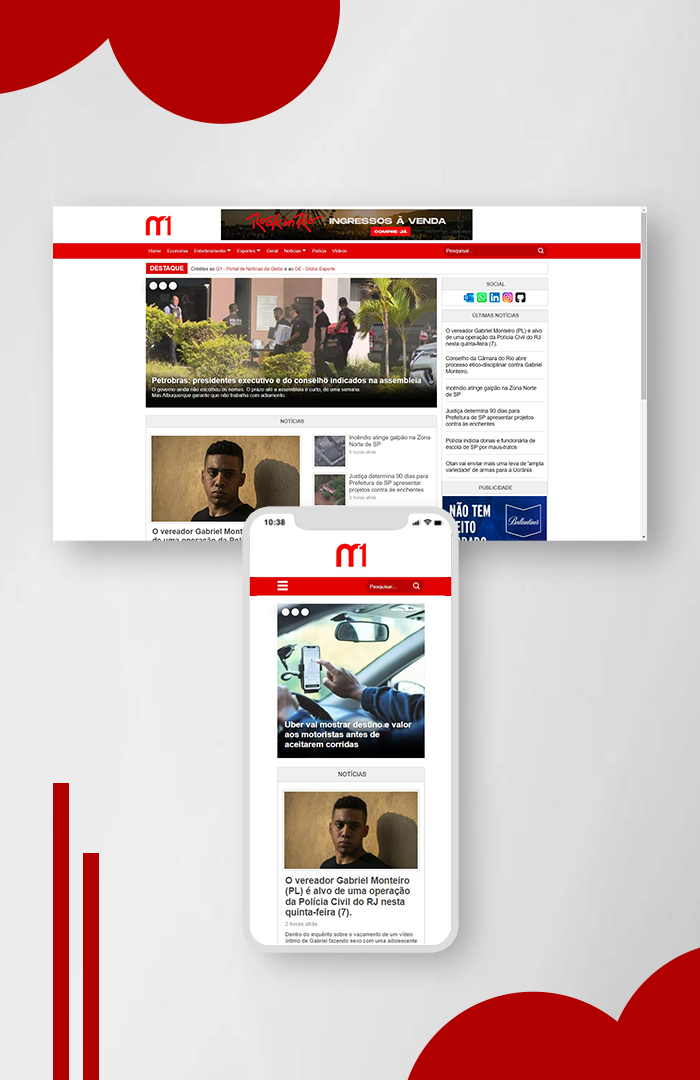 M1
Rock in Rio INGRESSOS À VENDA
COMPRE JÁ
Home Economia Entretenimento Esportes Geral Notícias Polícia Vídeos Pesquisar...
DESTAQUE Créditos ao G1 - Portal de Notícias da Globo e ao GE - Globo Esporte
Petrobras: presidentes executivo e do conselho indicados na assembleia
O governo ainda não escolheu os nomes. O prazo até a assembleia é curto, de uma semana.
Mas Albuquerque garante que não trabalha com adiamento.
NOTÍCIAS
O vereador Gabriel Mont
de uma operação da Polí
Incêndio atinge galpão na Zona
Norte de SP
5 horas atrás
Justiça determina 90 dias para
Prefeitura de SP apresentar
projetos contra às enchentes
3 horas atrás
SOCIAL
ÚLTIMAS NOTÍCIAS
O vereador Gabriel Monteiro (PL) é alvo
de uma operação da Polícia Civil do RJ
nesta quinta-feira (7).
Conselho da Câmara do Rio abre
processo ético-disciplinar contra Gabriel
Monteiro.
Incêndio atinge galpão na Zona Norte
de SP
Justiça determina 90 dias para
Prefeitura de SP apresentar projetos
contra às enchentes
Polícia indicia donas e funcionária de
escola de SP por maus-tratos
Otan vai enviar mais uma leva de "ampla
variedade" de armas para a Ucrânia
PUBLICIDADE
NÃO TEM
EITO
Ballantine's
10:38
M1
Pesquisar...
Uber vai mostrar destino e valor
aos motoristas antes de
aceitarem corridas
NOTÍCIAS
O vereador Gabriel Monteiro
(PL) é alvo de uma operação
da Polícia Civil do RJ nesta
quinta-feira (7).
2 horas atrás
Dentro do inquérito sobre o vazamento de um vídeo
íntimo de Gabriel fazendo sexo com uma adolescente